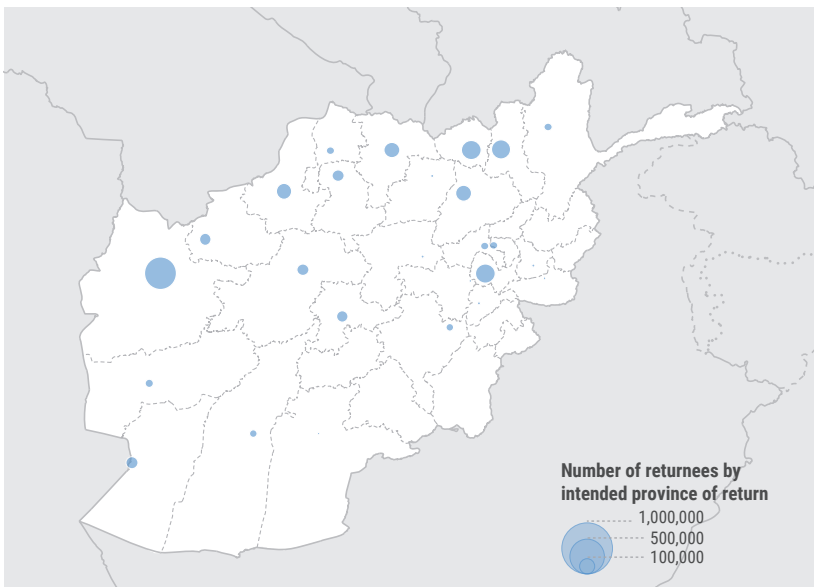 Number of returnees by
intended province of return
1,000,000
500,000
100,000